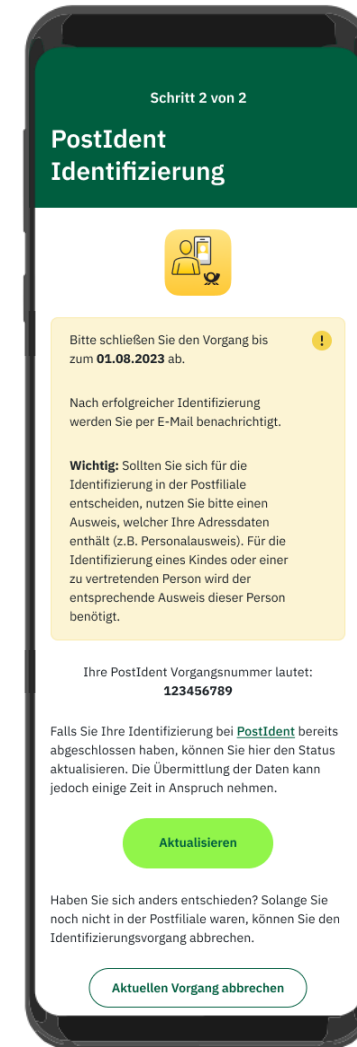 Schritt 2 von 2
PostIdent
Identifizierung
Bitte schließen Sie den Vorgang bis
zum 01.08.2023 ab.
Nach erfolgreicher Identifizierung
werden Sie per E-Mail benachrichtigt.
Wichtig: Sollten Sie sich für die
Identifizierung in der Postfiliale
entscheiden, nutzen Sie bitte einen
Ausweis, welcher Ihre Adressdaten
enthält (z.B. Personalausweis). Für die
Identifizierung eines Kindes oder einer
zu vertretenden Person wird der
entsprechende Ausweis dieser Person
benötigt.
Ihre PostIdent Vorgangsnummer lautet:
123456789
Falls Sie Ihre Identifizierung bei PostIdent bereits
abgeschlossen haben, können Sie hier den Status
aktualisieren. Die Übermittlung der Daten kann
jedoch einige Zeit in Anspruch nehmen.
Aktualisieren
Haben Sie sich anders entschieden? Solange Sie
noch nicht in der Postfiliale waren, können Sie den
Identifizierungsvorgang abbrechen.
Aktuellen Vorgang abbrechen